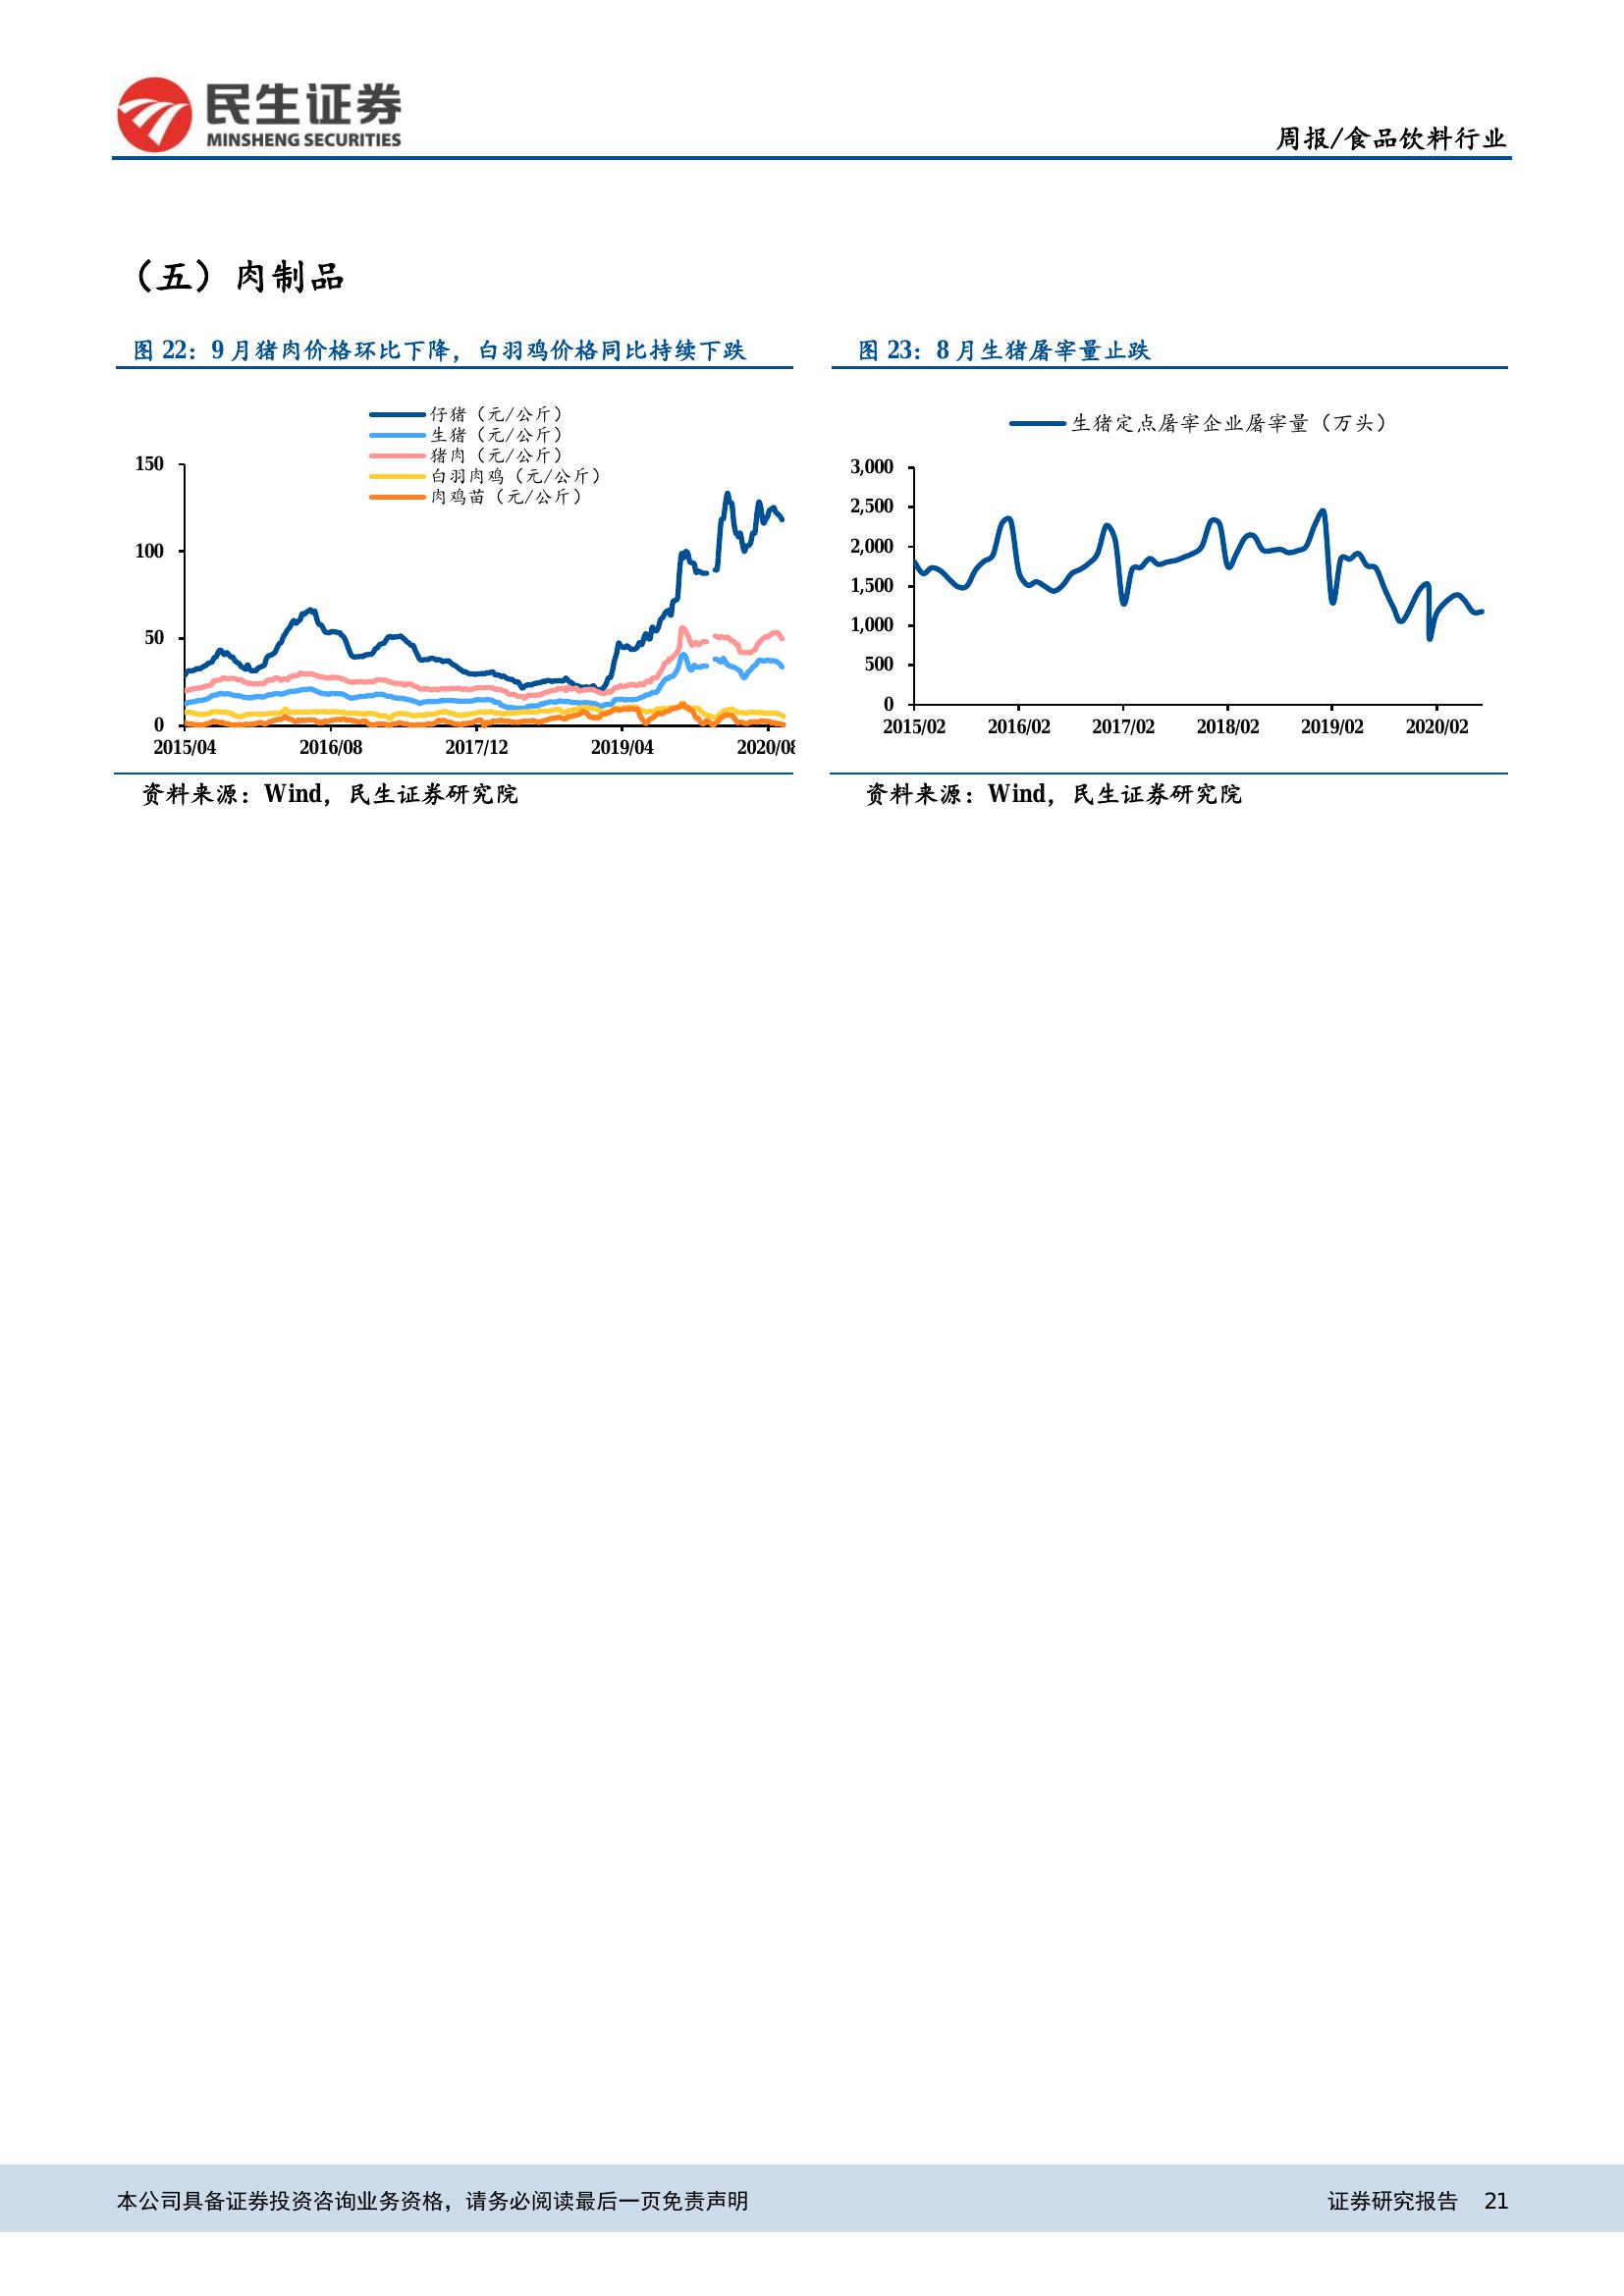 民生证券
MINSHENG SECURITIES
周报/食品饮料行业
（五）肉制品
图 22：9 月猪肉价格环比下降，白羽鸡价格同比持续下跌
仔猪（元/公斤）
生猪（元/公斤）
猪肉（元/公斤）
白羽肉鸡（元/公斤）
肉鸡苗（元/公斤）
150
100
50
0
2015/04 2016/08 2017/12 2019/04 2020/08
资料来源：Wind，民生证券研究院
图 23：8 月生猪屠宰量止跌
生猪定点屠宰企业屠宰量（万头）
3,000
2,500
2,000
1,500
1,000
500
0
2015/02 2016/02 2017/02 2018/02 2019/02 2020/02
资料来源：Wind，民生证券研究院
本公司具备证券投资咨询业务资格，请务必阅读最后一页免责声明
证券研究报告 21